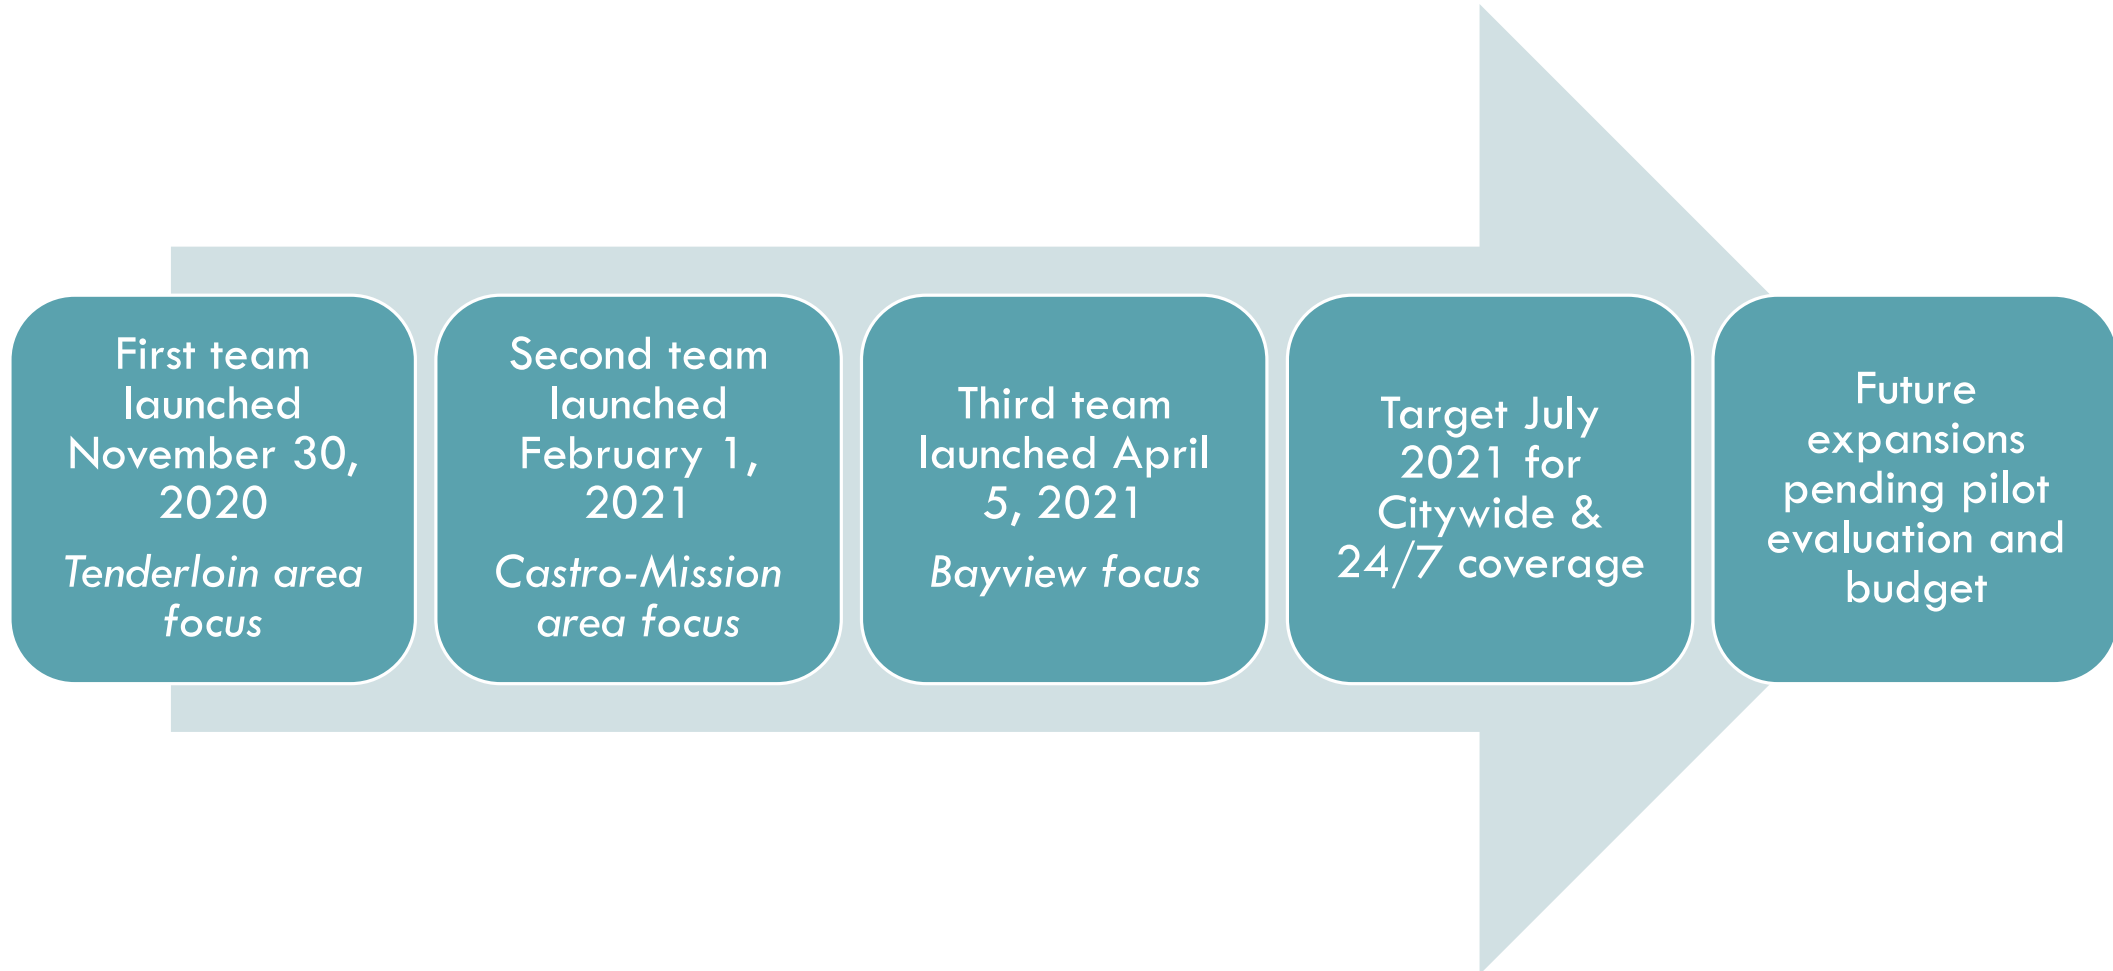 First team
launched
November 30,
2020
Tenderloin area
focus
Second team
launched
February 1,
2021
Castro-Mission
area focus
Third team
launched April
5, 2021
Bayview focus
Target July
2021 for
Citywide &
24/7 coverage
Future
expansions
pending pilot
evaluation and
budget